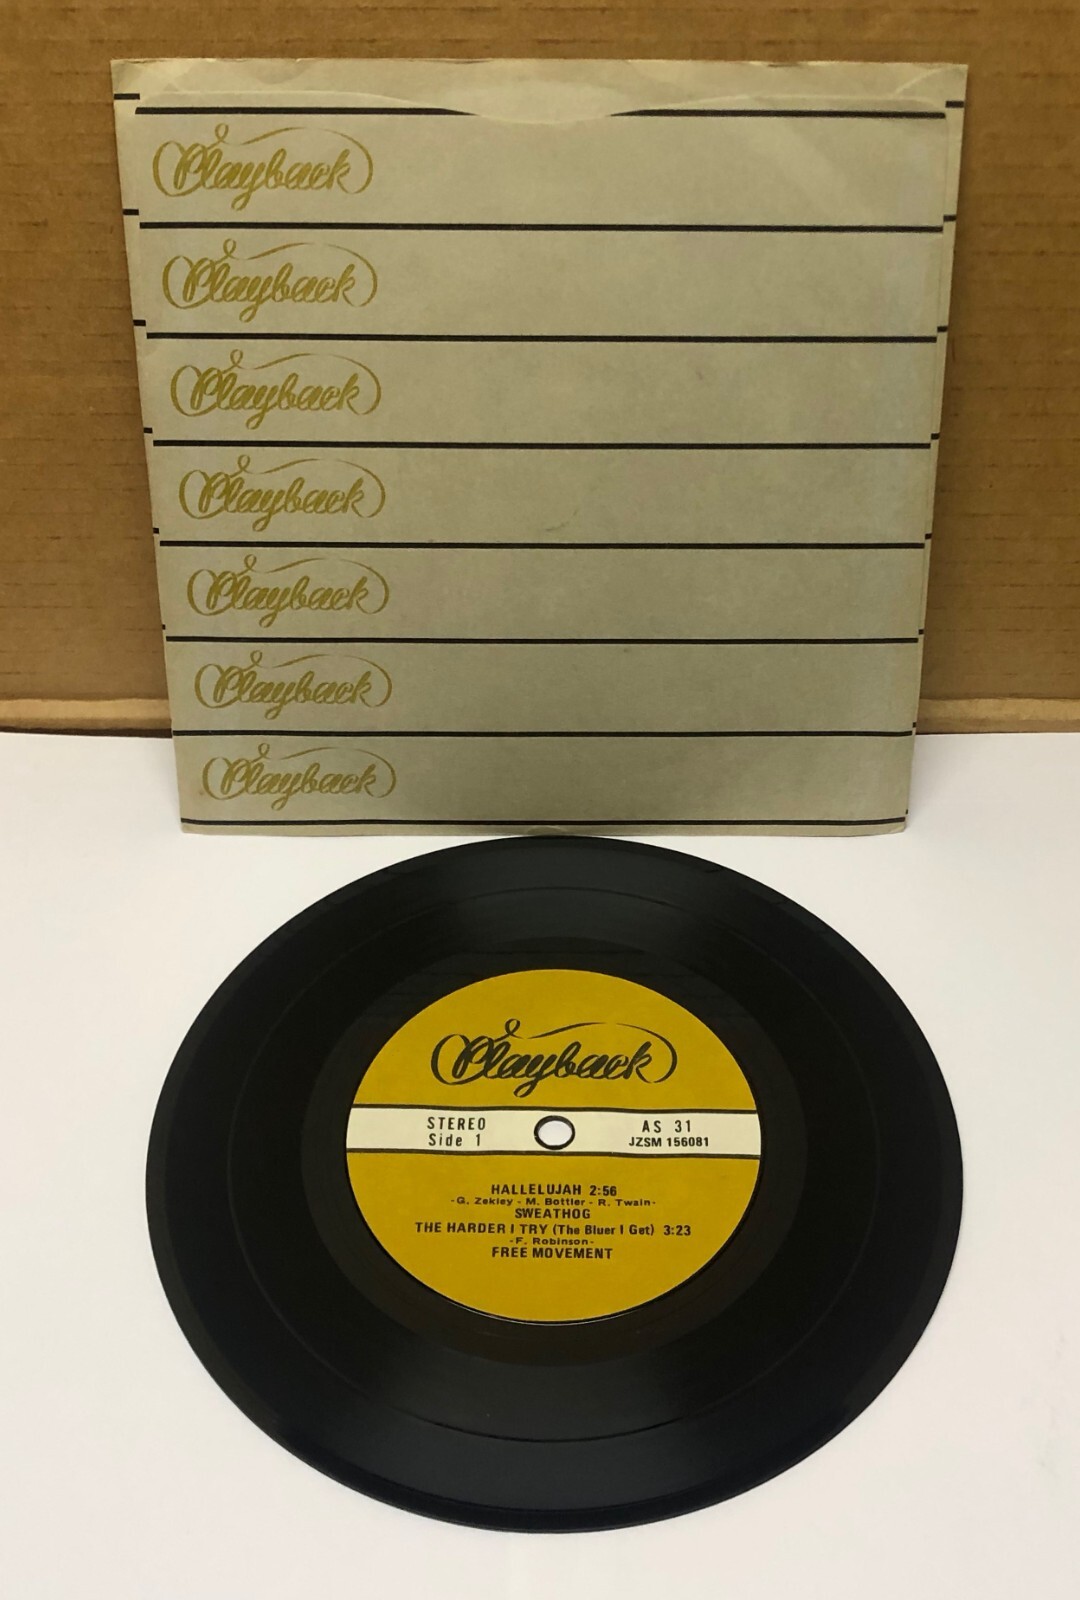 Playback
Playback
Playback
Playback
Playback
Playback
Playback
Playback
STEREO
Side 1
AS 31
JZSM 156081
HALLELUJAH 2:56
-G. Zekley - M. Bottler - R. Twain-
SWEATHOG
THE HARDER I TRY (The Bluer I Get) 3:23
-F. Robinson-
FREE MOVEMENT